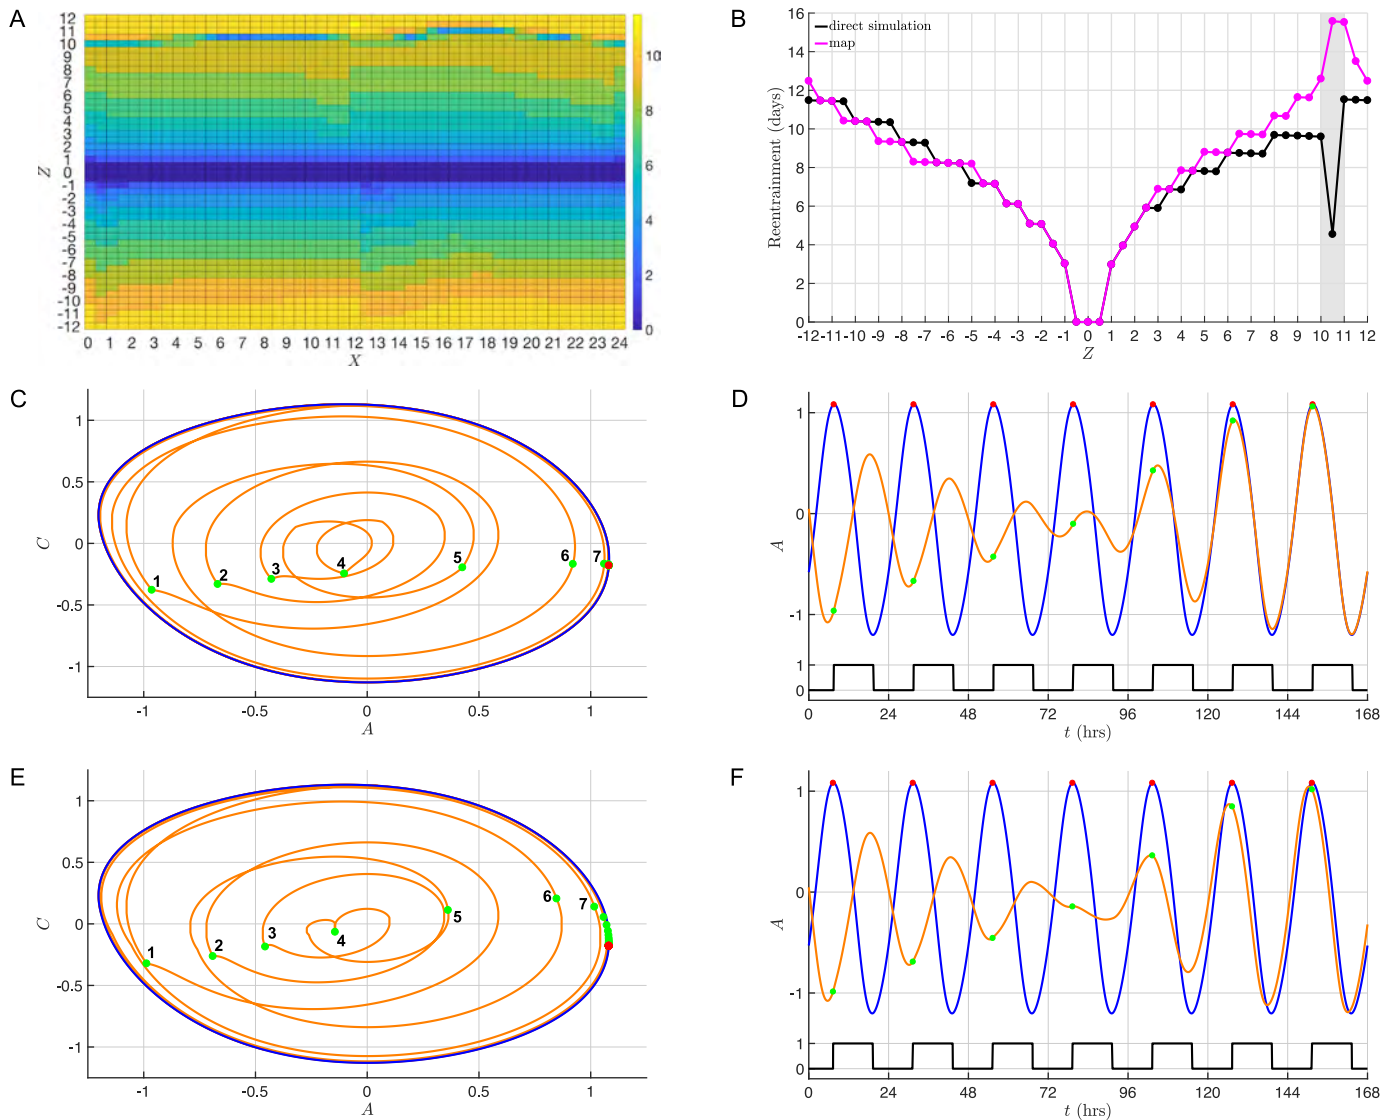 A
12
10
9
8
7
6
5
4
3
2
1
0
-1
-2
-3
-4
-5
-6
-7
-8
-9
-10
-11
-12
Z
0 1 2 3 4 5 6 7 8 9 10 11 12 13 14 15 16 17 18 19 20 21 22 23 24
X
10
8
6
4
2
0
B
16
14
12
10
8
6
4
2
0
Reentrainment (days)
direct simulation
map
-12 -11 -10 -9 -8 -7 -6 -5 -4 -3 -2 -1 0 1 2 3 4 5 6 7 8 9 10 11 12
Z
C
1
0.5
0
-0.5
-1
C
1
2
3
4
5
6
7
-1 -0.5 0 0.5 1
A
D
1
0
-1
A
1
0
0 24 48 72 96 120 144 168
t (hrs)
E
1
0.5
0
-0.5
-1
C
1
2
3
4
5
6
7
-1 -0.5 0 0.5 1
A
F
1
0
-1
A
1
0
0 24 48 72 96 120 144 168
t (hrs)